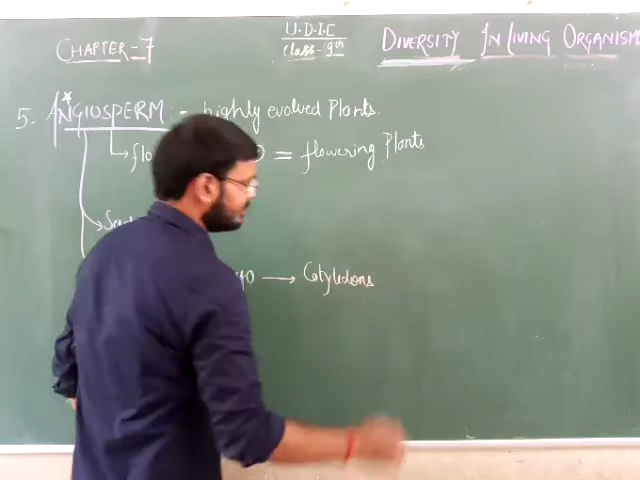 CHAPTER-7
U.D.I.C
Class-9th
DIVERSITY IN LIVING ORGANISM
5. ANGIOSPERM - highly evolved Plants.
= flowering Plants
→ Cotyledons